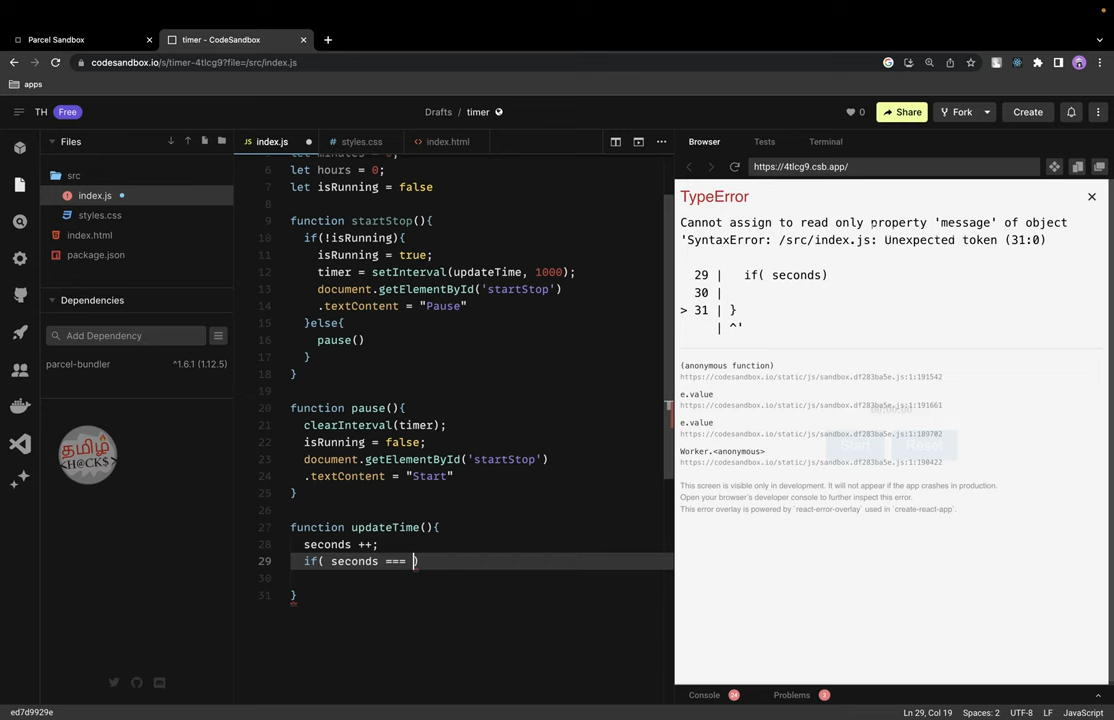 Parcel Sandbox
timer - CodeSandbox
codesandbox.io/s/timer-4tlcg9?file=/src/index.js
apps
TH Free
Drafts / timer
0
Share
Fork
Create
Files
src
index.js
styles.css
index.html
package.json
Dependencies
Add Dependency
parcel-bundler ^1.6.1 (1.12.5)
தமிழ்
<H@CK$>
ed7d9929e
index.js
styles.css
index.html
6 let hours = 0;
7 let isRunning = false
8
9 function startStop(){
10 if(!isRunning){
11 isRunning = true;
12 timer = setInterval(updateTime, 1000);
13 document.getElementById('startStop')
14 .textContent = "Pause"
15 }else{
16 pause()
17 }
18 }
19
20 function pause(){
21 clearInterval(timer);
22 isRunning = false;
23 document.getElementById('startStop')
24 .textContent = "Start"
25 }
26
27 function updateTime(){
28 seconds ++;
29 if( seconds === )
30
31 }
Browser
Tests
Terminal
https://4tlcg9.csb.app/
TypeError
Cannot assign to read only property 'message' of object
'SyntaxError: /src/index.js: Unexpected token (31:0)
29 | if( seconds)
30 |
> 31 | }
| ^'
(anonymous function)
https://codesandbox.io/static/js/sandbox.df283ba5e.js:1:191542
e.value
https://codesandbox.io/static/js/sandbox.df283ba5e.js:1:191661
e.value
https://codesandbox.io/static/js/sandbox.df283ba5e.js:1:189702
Worker.<anonymous>
https://codesandbox.io/static/js/sandbox.df283ba5e.js:1:190422
Start
Reset
This screen is visible only in development. It will not appear if the app crashes in production.
Open your browser's developer console to further inspect this error.
This error overlay is powered by `react-error-overlay` used in `create-react-app`.
Console 24
Problems 3
Ln 29, Col 19 Spaces: 2 UTF-8 LF JavaScript